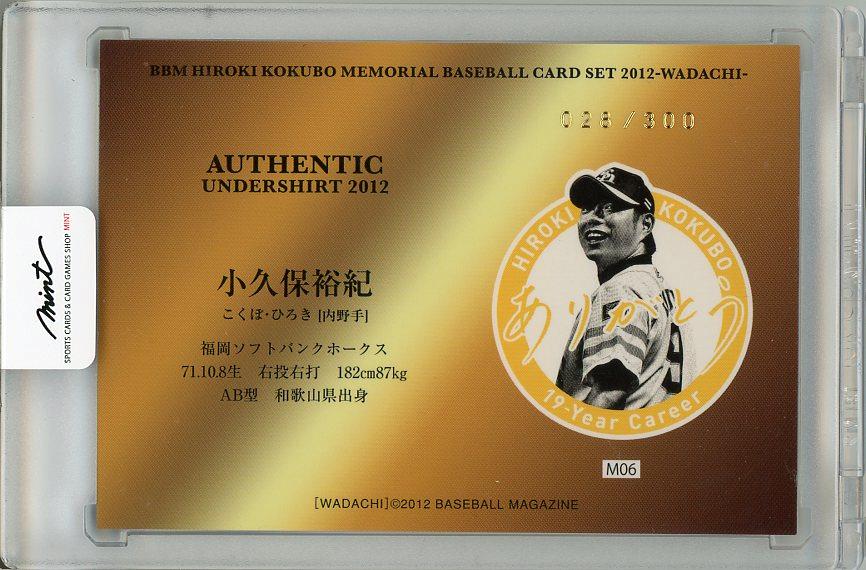 BBM HIROKI KOKUBO MEMORIAL BASEBALL CARD SET 2012-WADACHI-
028/300
AUTHENTIC
UNDERSHIRT 2012
小久保裕紀
こくぼ・ひろき [内野手]
福岡ソフトバンクホークス
71.10.8生 右投右打 182cm87kg
AB型 和歌山県出身
HIROKI KOKUBO
ありがとう
19-Year Career
M06
[WADACHI]©2012 BASEBALL MAGAZINE
mint
SPORTS CARDS & CARD GAMES SHOP MINT